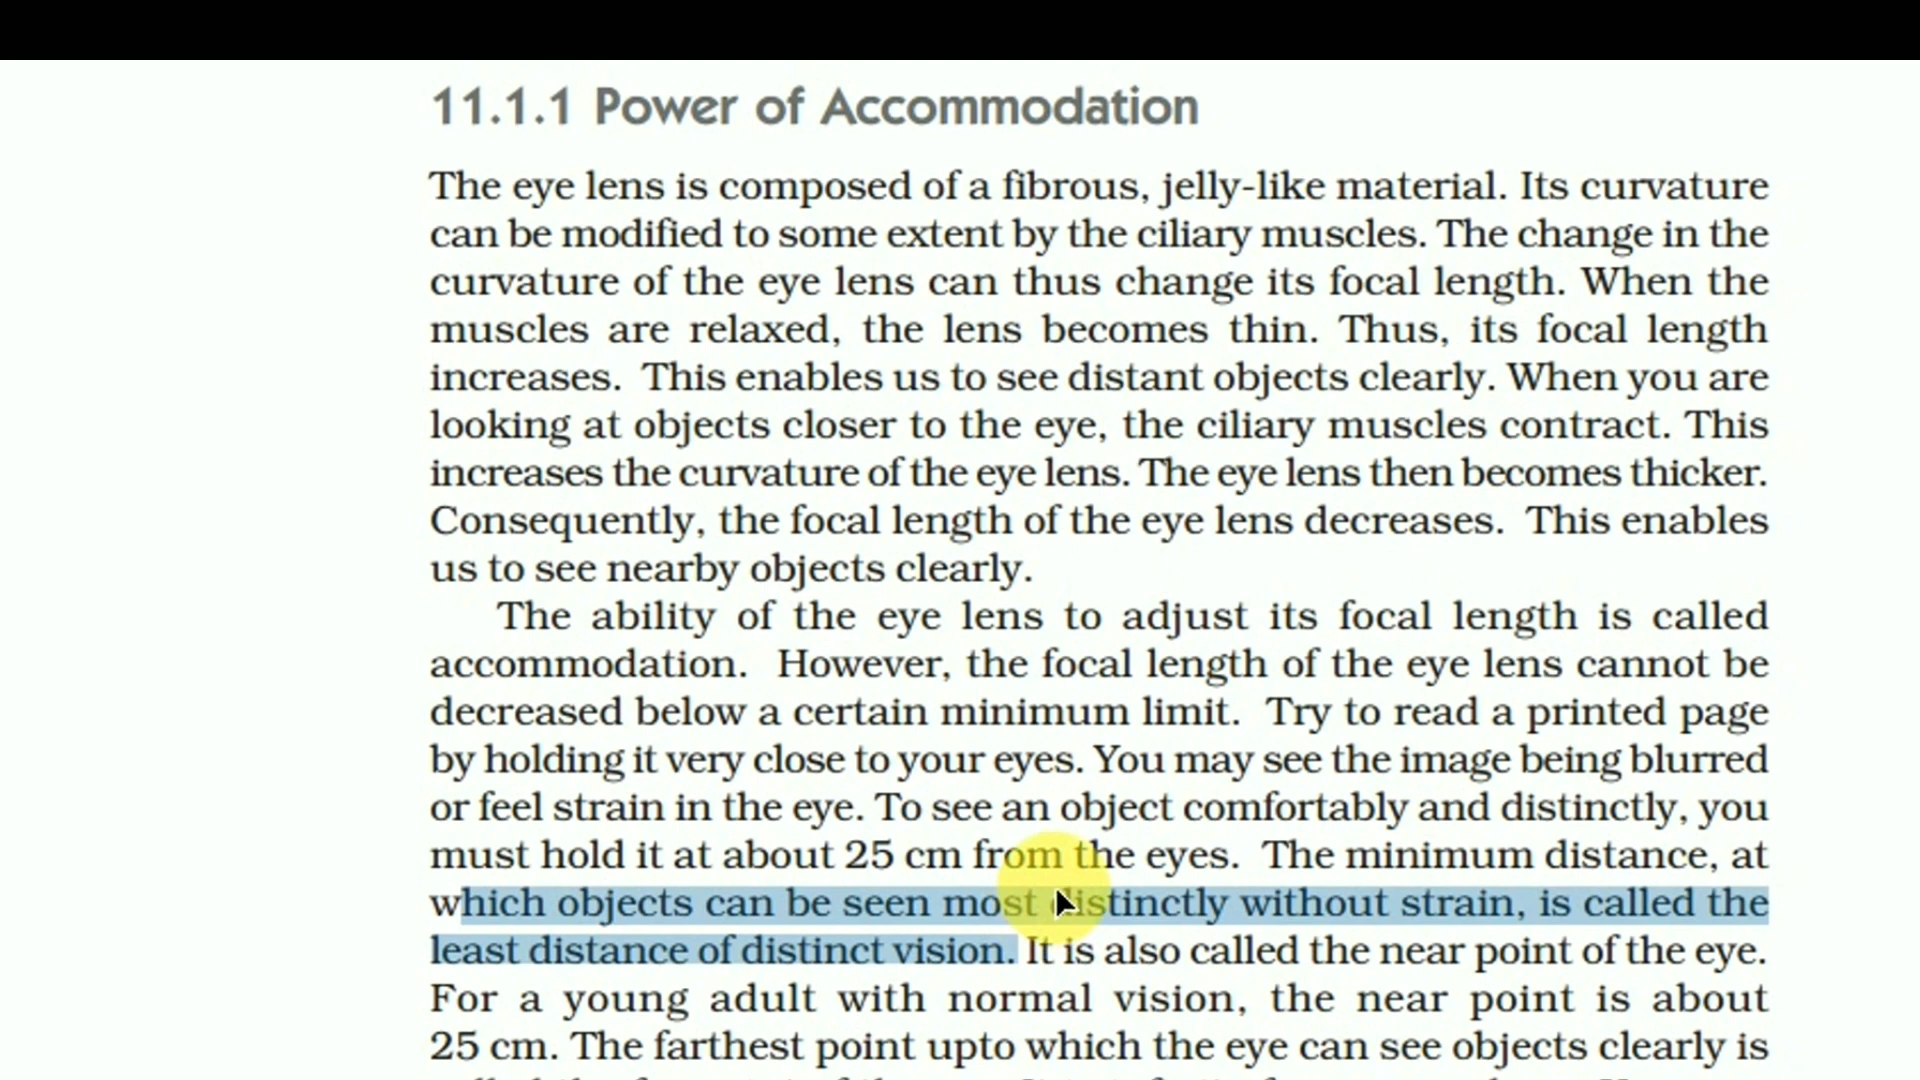 11.1.1 Power of Accommodation
The eye lens is composed of a fibrous, jelly-like material. Its curvature
can be modified to some extent by the ciliary muscles. The change in the
curvature of the eye lens can thus change its focal length. When the
muscles are relaxed, the lens becomes thin. Thus, its focal length
increases. This enables us to see distant objects clearly. When you are
looking at objects closer to the eye, the ciliary muscles contract. This
increases the curvature of the eye lens. The eye lens then becomes thicker.
Consequently, the focal length of the eye lens decreases. This enables
us to see nearby objects clearly.
The ability of the eye lens to adjust its focal length is called
accommodation. However, the focal length of the eye lens cannot be
decreased below a certain minimum limit. Try to read a printed page
by holding it very close to your eyes. You may see the image being blurred
or feel strain in the eye. To see an object comfortably and distinctly, you
must hold it at about 25 cm from the eyes. The minimum distance, at
which objects can be seen most distinctly without strain, is called the
least distance of distinct vision. It is also called the near point of the eye.
For a young adult with normal vision, the near point is about
25 cm. The farthest point upto which the eye can see objects clearly is